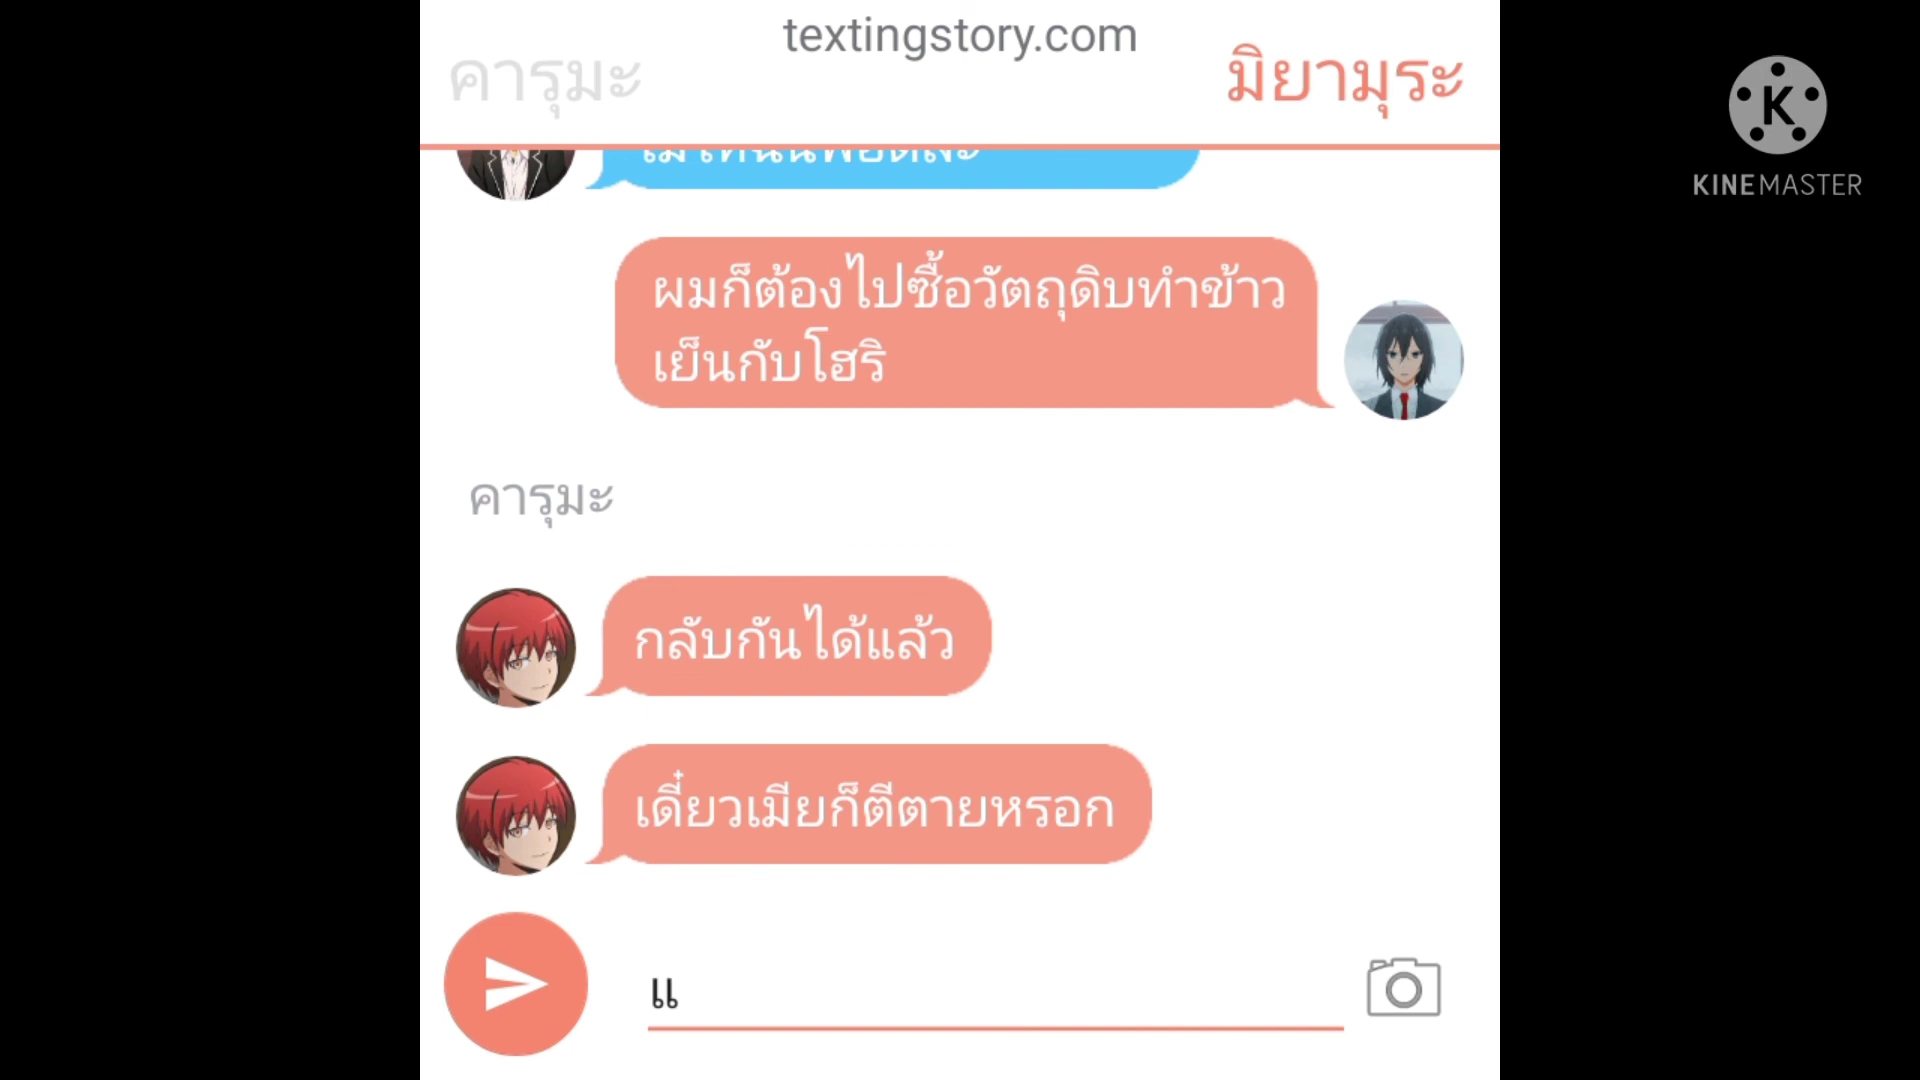 textingstory.com
คารุมะ
มิยามุระ
KINEMASTER
ผมก็ต้องไปซื้อวัตถุดิบทำข้าว
เย็นกับโฮริ
คารุมะ
กลับกันได้แล้ว
เดี๋ยวเมียก็ตีตายหรอก
แ